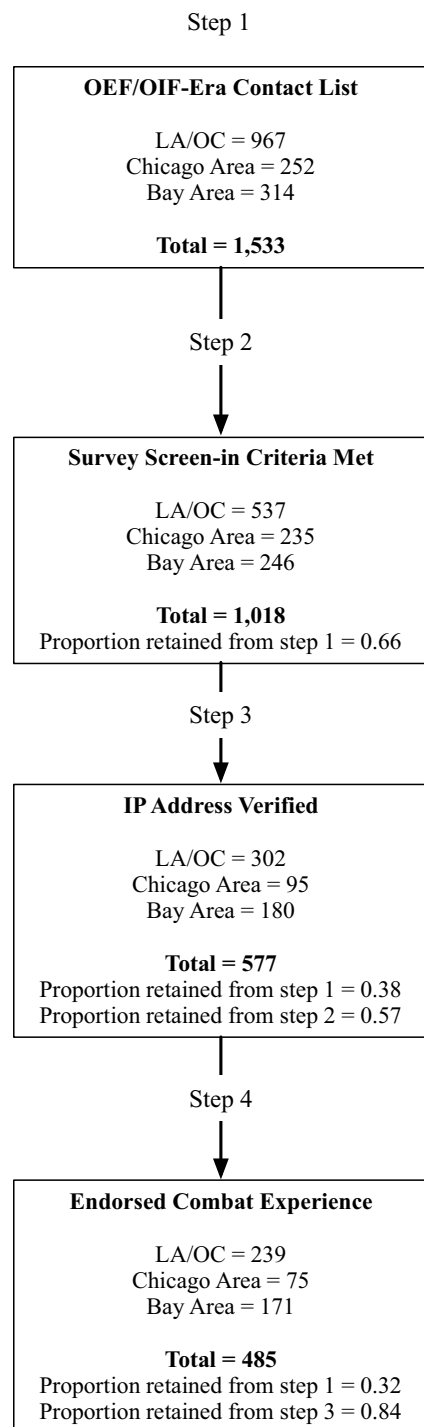 Step 1
OEF/OIF-Era Contact List
LA/OC = 967
Chicago Area = 252
Bay Area = 314
Total = 1,533
Step 2
Survey Screen-in Criteria Met
LA/OC = 537
Chicago Area = 235
Bay Area = 246
Total = 1,018
Proportion retained from step 1 = 0.66
Step 3
IP Address Verified
LA/OC = 302
Chicago Area = 95
Bay Area = 180
Total = 577
Proportion retained from step 1 = 0.38
Proportion retained from step 2 = 0.57
Step 4
Endorsed Combat Experience
LA/OC = 239
Chicago Area = 75
Bay Area = 171
Total = 485
Proportion retained from step 1 = 0.32
Proportion retained from step 3 = 0.84